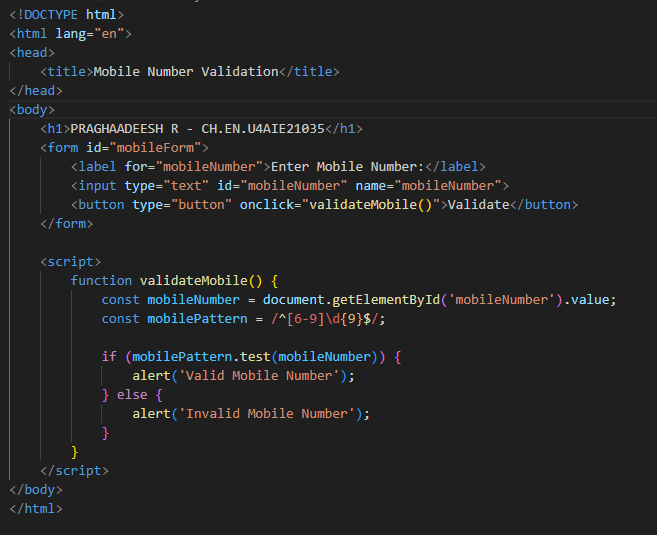 <!DOCTYPE html>
<html lang="en">
<head>
    <title>Mobile Number Validation</title>
</head>
<body>
    <h1>PRAGHAADEESH R - CH.EN.U4AIE21035</h1>
    <form id="mobileForm">
        <label for="mobileNumber">Enter Mobile Number:</label>
        <input type="text" id="mobileNumber" name="mobileNumber">
        <button type="button" onclick="validateMobile()">Validate</button>
    </form>

    <script>
        function validateMobile() {
            const mobileNumber = document.getElementById('mobileNumber').value;
            const mobilePattern = /^[6-9]\d{9}$/;

            if (mobilePattern.test(mobileNumber)) {
                alert('Valid Mobile Number');
            } else {
                alert('Invalid Mobile Number');
            }
        }
    </script>
</body>
</html>